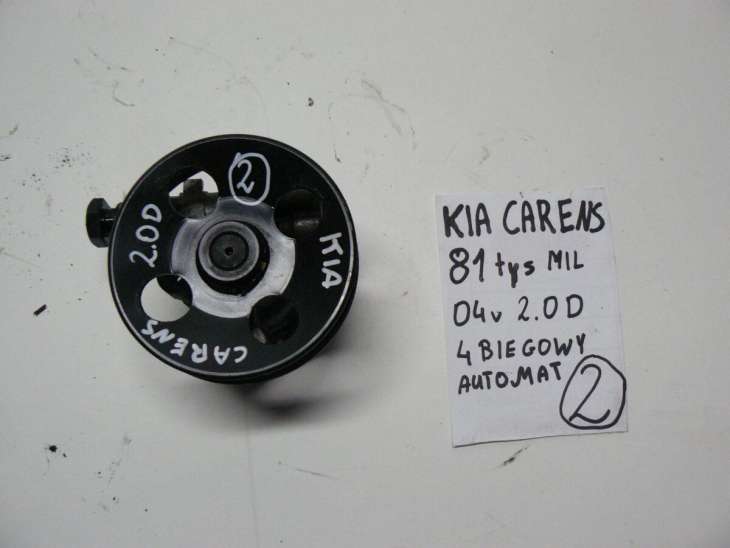 2
2.0D
KIA
CARENS
KIA CARENS
81 tys MIL
04r 2.0D
4 BIEGOWY
AUTOMAT
2